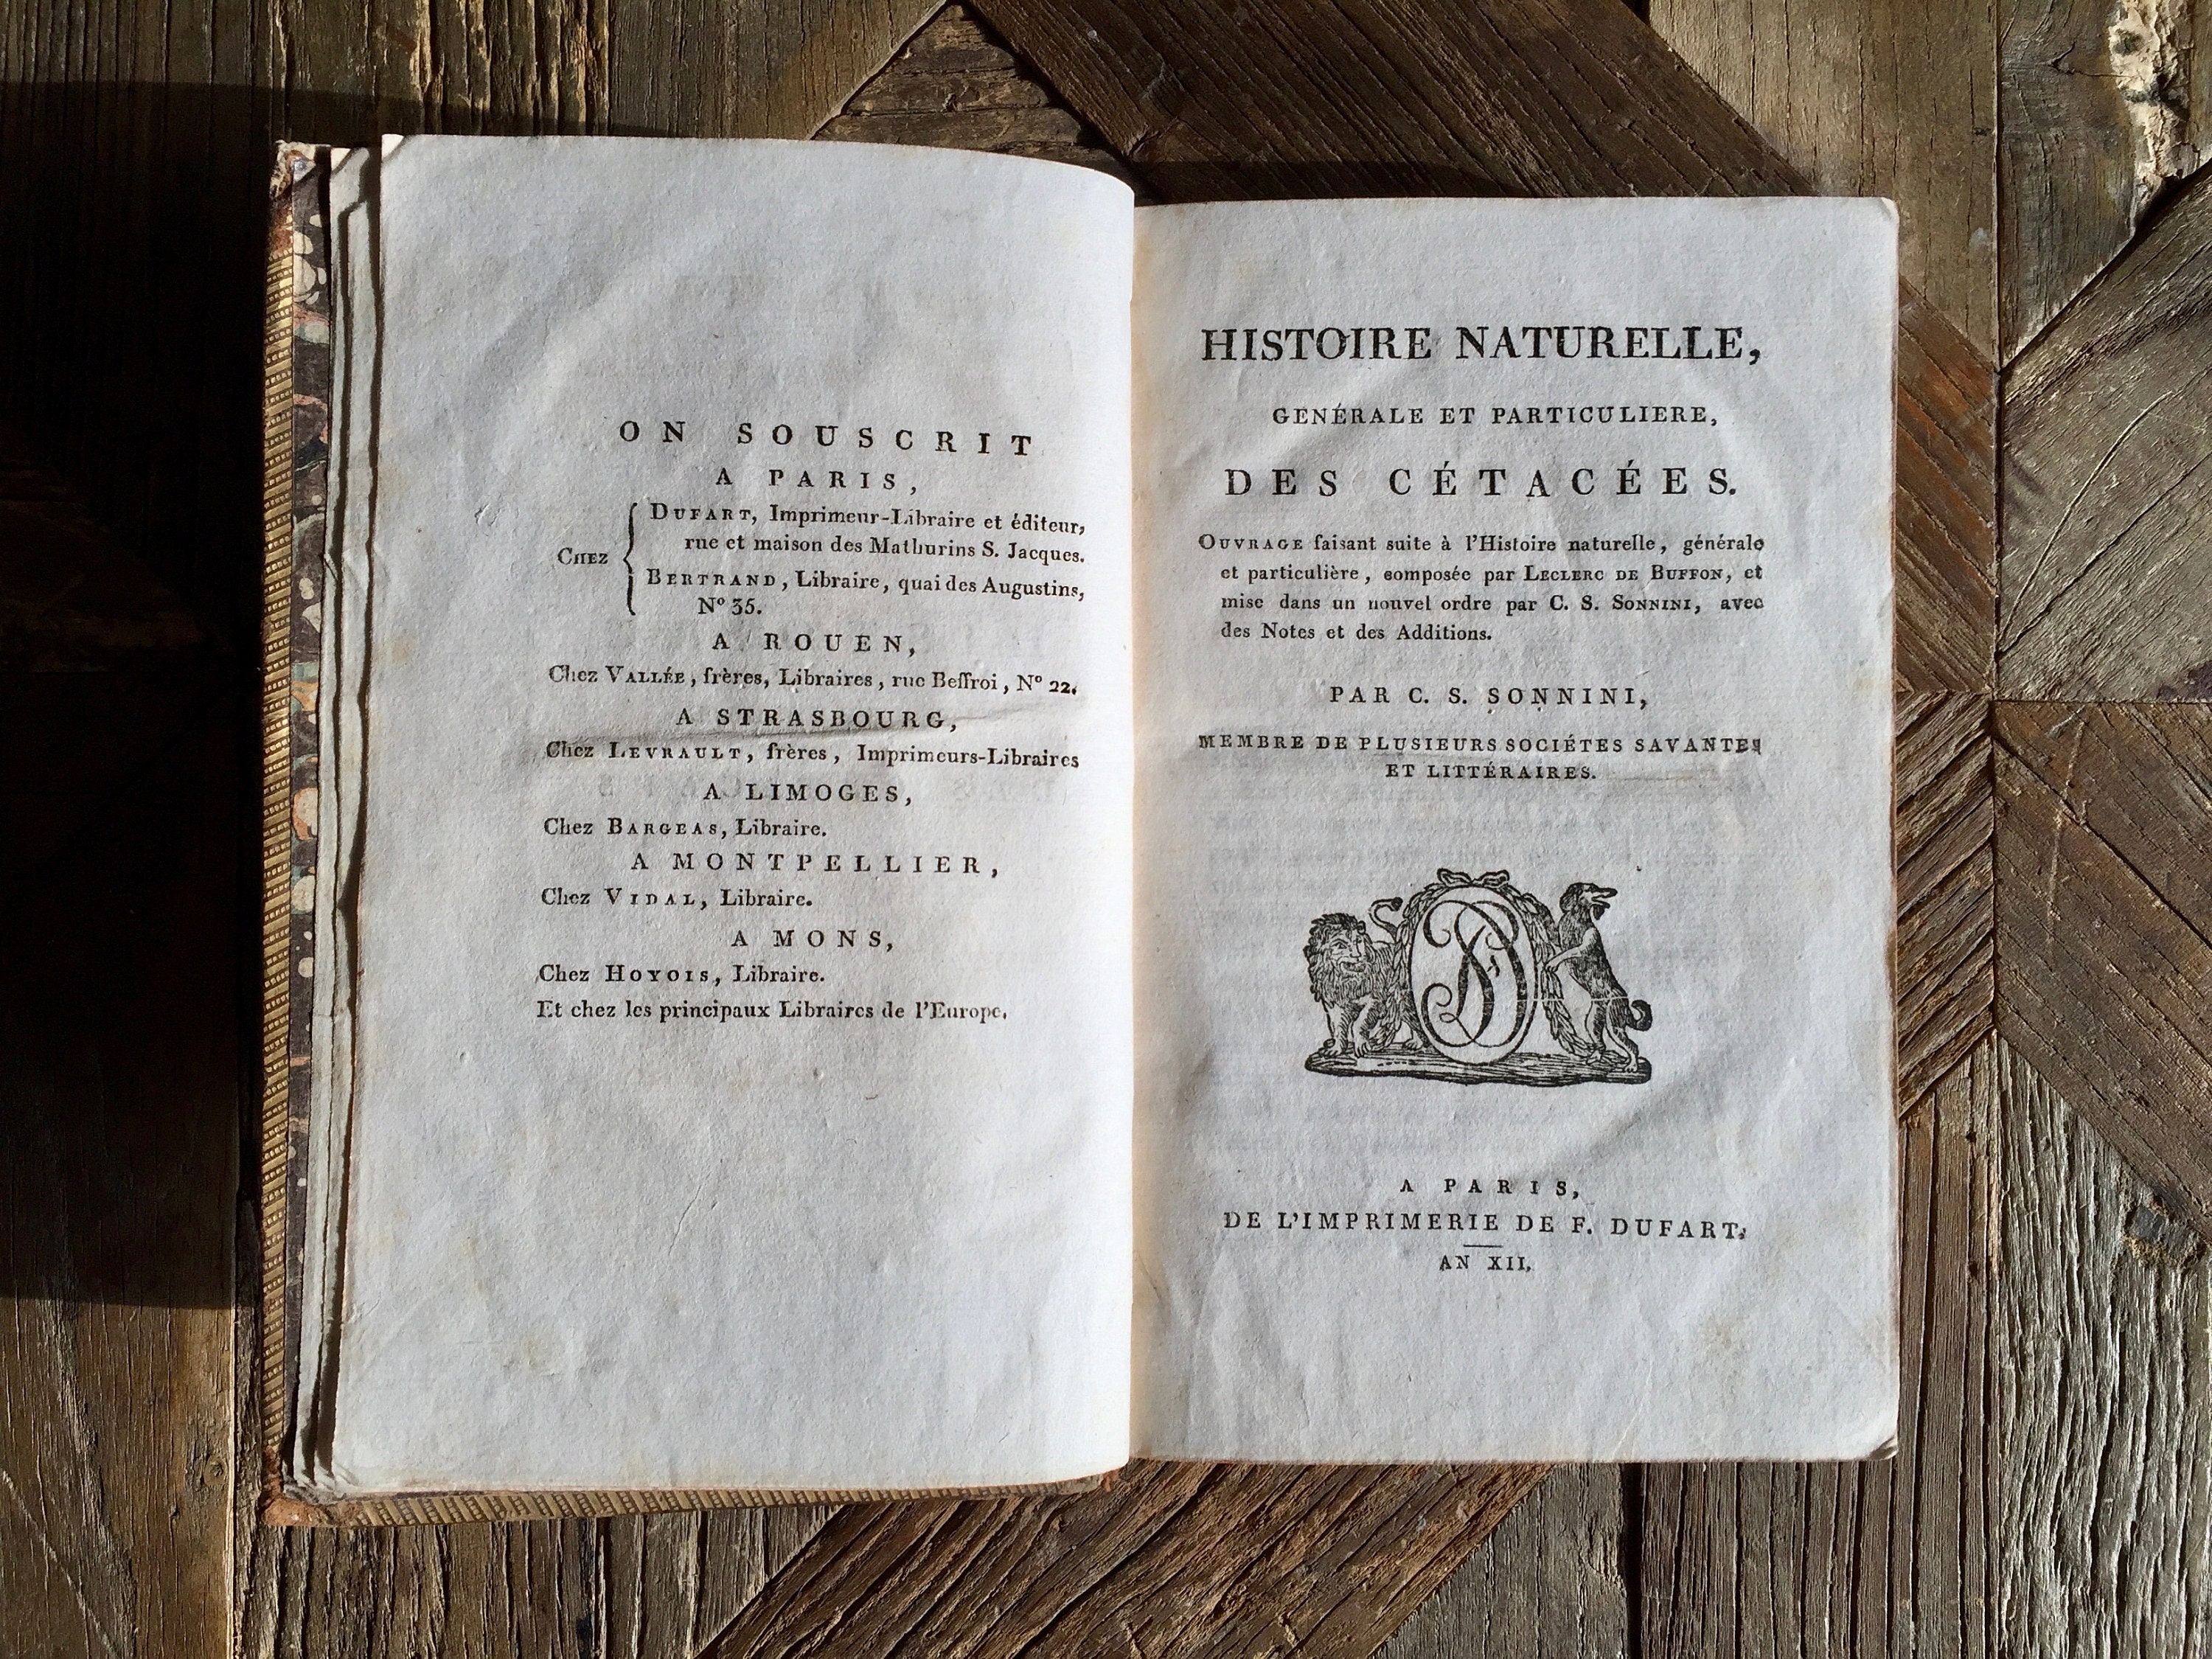 ON SOUSCRIT
A PARIS,
CHEZ
DUFART, Imprimeur-Libraire et éditeur,
rue et maison des Mathurins S. Jacques.
BERTRAND, Libraire, quai des Augustins,
N° 35.
A ROUEN,
Chez VALLÉE, frères, Libraires, rue Beffroi, N° 22.
A STRASBOURG,
Chez LEVRAULT, frères, Imprimeurs-Libraires
A LIMOGES,
Chez BARGEAS, Libraire.
A MONTPELLIER,
Chez VIDAL, Libraire.
A MONS,
Chez HOYOIS, Libraire.
Et chez les principaux Libraires de l'Europe.
HISTOIRE NATURELLE,
GÉNÉRALE ET PARTICULIERE,
DES CÉTACÉES.
OUVRAGE faisant suite à l'Histoire naturelle, générale
et particulière, composée par LECLERC DE BUFFON, et
mise dans un nouvel ordre par C. S. SONNINI, avec
des Notes et des Additions.
PAR C. S. SONNINI,
MEMBRE DE PLUSIEURS SOCIÉTES SAVANTES
ET LITTÉRAIRES.
A PARIS,
DE L'IMPRIMERIE DE F. DUFART.
AN XII.